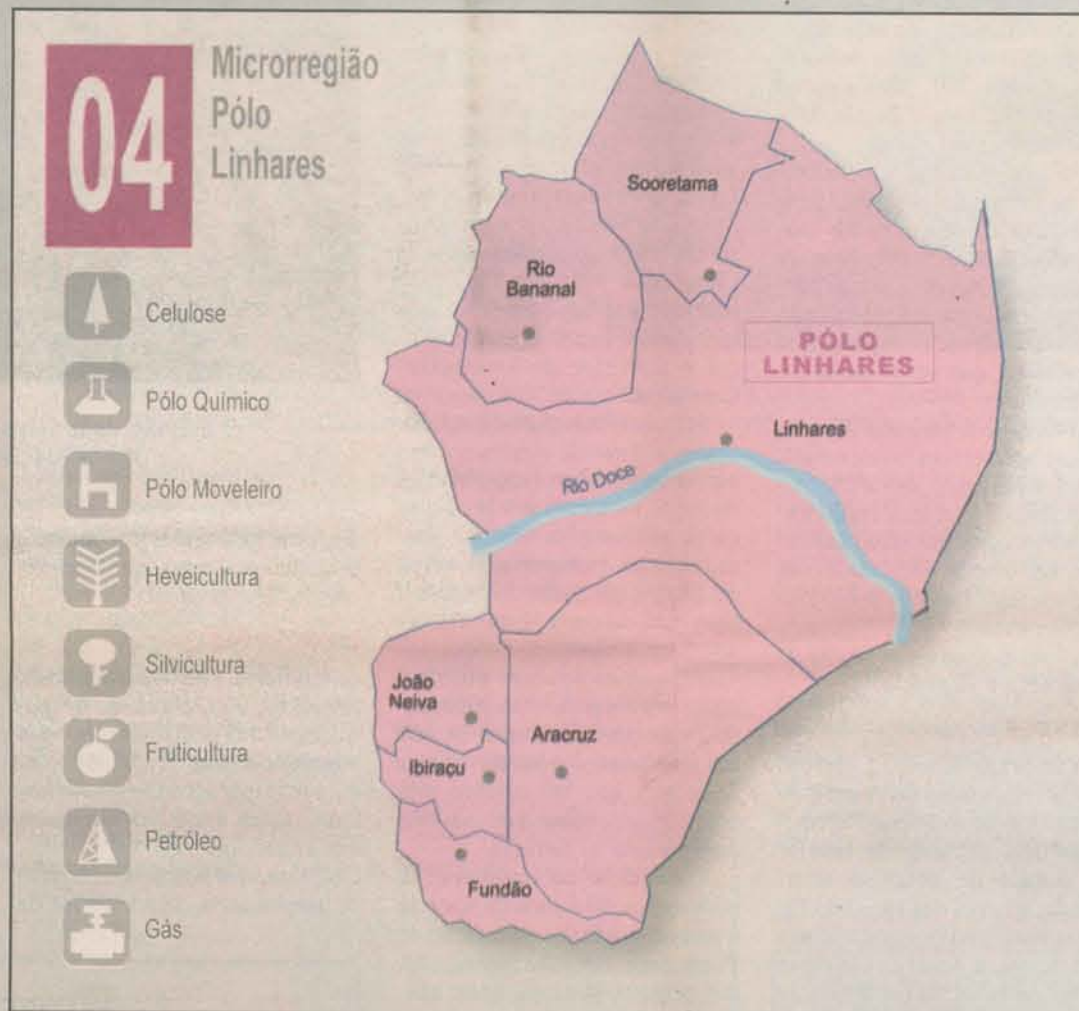 04
Microrregião
Pólo
Linhares
Celulose
Pólo Químico
Pólo Moveleiro
Heveicultura
Silvicultura
Fruticultura
Petróleo
Gás
Sooretama
Rio
Bananal
PÓLO
LINHARES
Linhares
Rio Doce
João
Neiva
Aracruz
Ibiraçu
Fundão